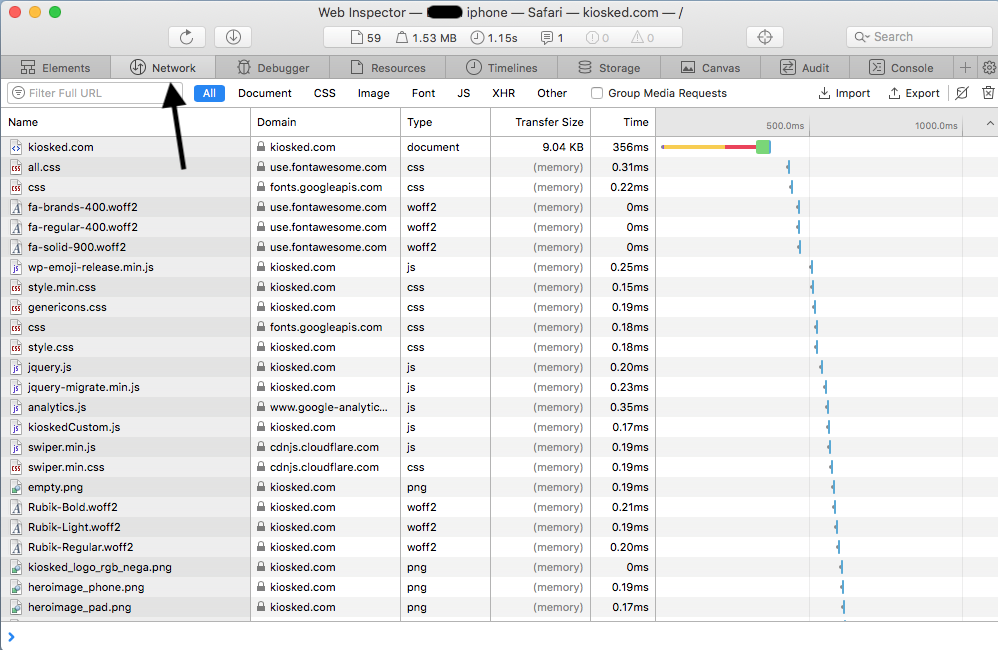 Web Inspector — iphone — Safari — kiosked.com — /
59 1.53 MB 1.15s 1 0 0 Search
Elements Network Debugger Resources Timelines Storage Canvas Audit Console
Filter Full URL All Document CSS Image Font JS XHR Other Group Media Requests Import Export
Name Domain Type Transfer Size Time 500.0ms 1000.0ms
kiosked.com kiosked.com document 9.04 KB 356ms
all.css use.fontawesome.com css (memory) 0.31ms
css fonts.googleapis.com css (memory) 0.22ms
fa-brands-400.woff2 use.fontawesome.com woff2 (memory) 0ms
fa-regular-400.woff2 use.fontawesome.com woff2 (memory) 0ms
fa-solid-900.woff2 use.fontawesome.com woff2 (memory) 0ms
wp-emoji-release.min.js kiosked.com js (memory) 0.25ms
style.min.css kiosked.com css (memory) 0.15ms
genericons.css kiosked.com css (memory) 0.19ms
css fonts.googleapis.com css (memory) 0.18ms
style.css kiosked.com css (memory) 0.18ms
jquery.js kiosked.com js (memory) 0.20ms
jquery-migrate.min.js kiosked.com js (memory) 0.23ms
analytics.js www.google-analytic... js (memory) 0.35ms
kioskedCustom.js kiosked.com js (memory) 0.17ms
swiper.min.js cdnjs.cloudflare.com js (memory) 0.19ms
swiper.min.css cdnjs.cloudflare.com css (memory) 0.19ms
empty.png kiosked.com png (memory) 0.19ms
Rubik-Bold.woff2 kiosked.com woff2 (memory) 0.21ms
Rubik-Light.woff2 kiosked.com woff2 (memory) 0.19ms
Rubik-Regular.woff2 kiosked.com woff2 (memory) 0.20ms
kiosked_logo_rgb_nega.png kiosked.com png (memory) 0ms
heroimage_phone.png kiosked.com png (memory) 0.19ms
heroimage_pad.png kiosked.com png (memory) 0.17ms